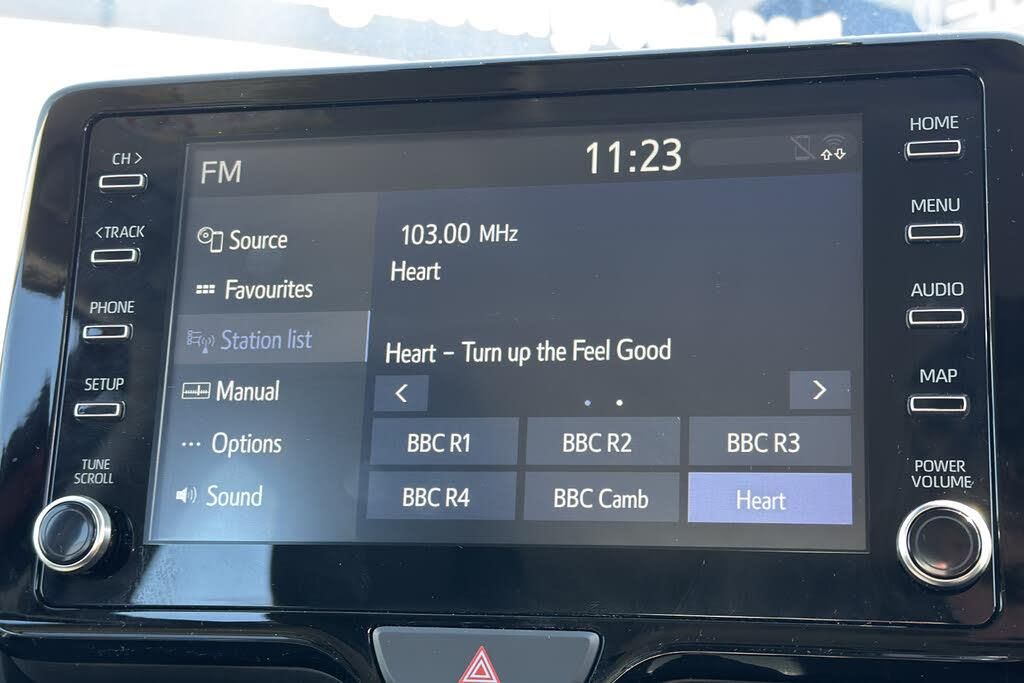 FM
11:23
CH >
<TRACK
PHONE
SETUP
TUNE
SCROLL
Source
Favourites
Station list
Manual
Options
Sound
103.00 MHz
Heart
Heart – Turn up the Feel Good
< >
BBC R1 BBC R2 BBC R3
BBC R4 BBC Camb Heart
HOME
MENU
AUDIO
MAP
POWER
VOLUME